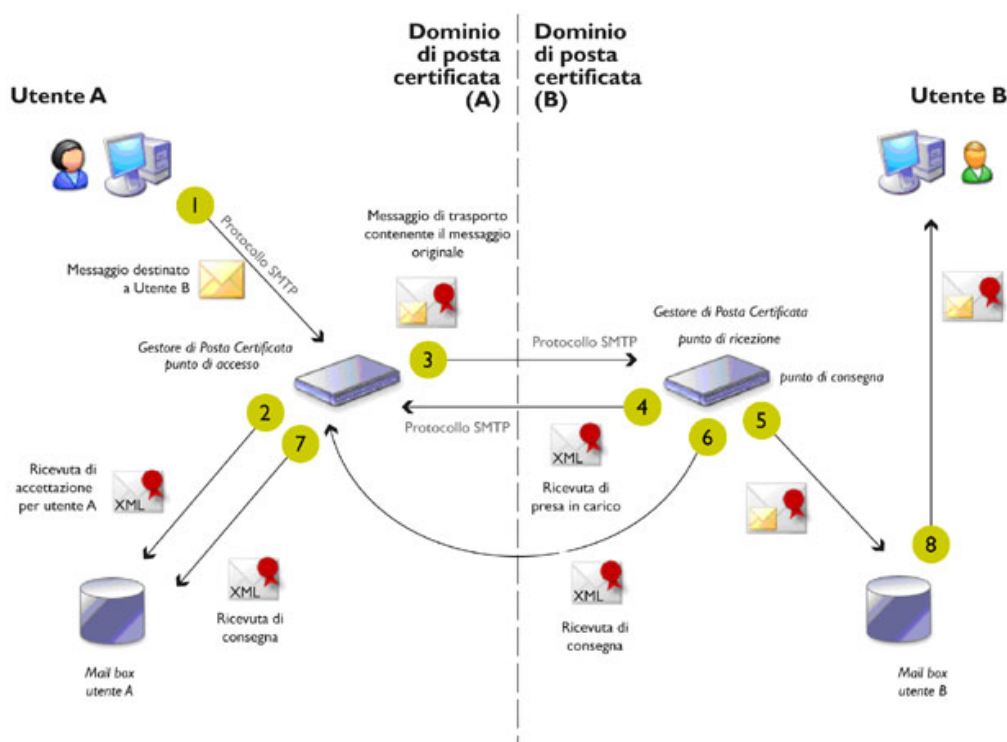 Dominio
di posta
certificata
(A)
Dominio
di posta
certificata
(B)
Utente A
Utente B
1
Protocollo SMTP
Messaggio destinato
a Utente B
Messaggio di trasporto
contenente il messaggio
originale
Gestore di Posta Certificata
punto di accesso
3
Protocollo SMTP
Gestore di Posta Certificata
punto di ricezione
punto di consegna
2
7
Protocollo SMTP
4
6
5
Ricevuta di
accettazione
per utente A
XML
XML
Ricevuta di
presa in carico
8
XML
Ricevuta di
consegna
XML
Ricevuta di
consegna
Mail box
utente A
Mail box
utente B